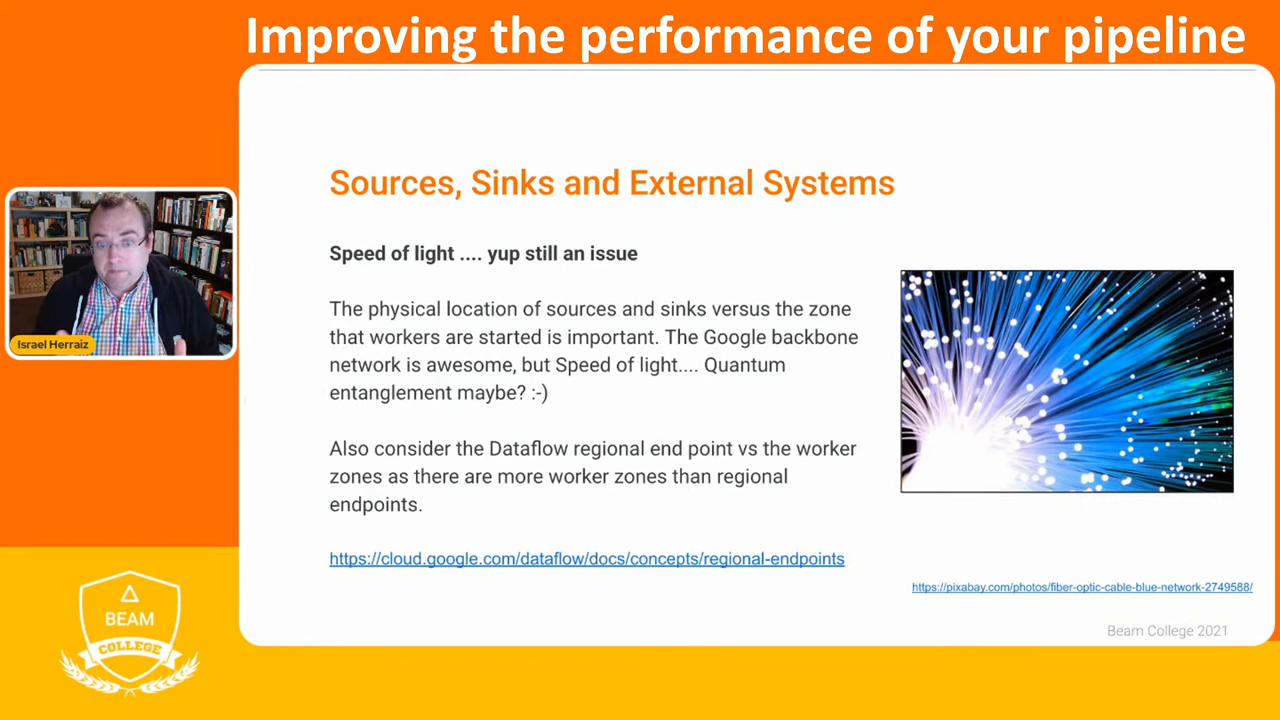 Improving the performance of your pipeline
Sources, Sinks and External Systems
Speed of light .... yup still an issue
The physical location of sources and sinks versus the zone
that workers are started is important. The Google backbone
network is awesome, but Speed of light.... Quantum
entanglement maybe? :-)
Also consider the Dataflow regional end point vs the worker
zones as there are more worker zones than regional
endpoints.
https://cloud.google.com/dataflow/docs/concepts/regional-endpoints
https://pixabay.com/photos/fiber-optic-cable-blue-network-2749588/
Beam College 2021
Israel Herraiz
BEAM
COLLEGE